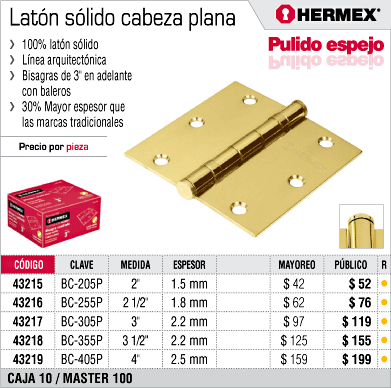 Latón sólido cabeza plana
HERMEX®
Pulido espejo
100% latón sólido
Línea arquitectónica
Bisagras de 3" en adelante
con baleros
30% Mayor espesor que
las marcas tradicionales
Precio por pieza
HERMEX
CÓDIGO CLAVE MEDIDA ESPESOR MAYOREO PÚBLICO R
43215 BC-205P 2" 1.5 mm $ 42 $ 52
43216 BC-255P 2 1/2" 1.8 mm $ 62 $ 76
43217 BC-305P 3" 2.2 mm $ 97 $ 119
43218 BC-355P 3 1/2" 2.2 mm $ 125 $ 155
43219 BC-405P 4" 2.5 mm $ 159 $ 199
CAJA 10 / MASTER 100